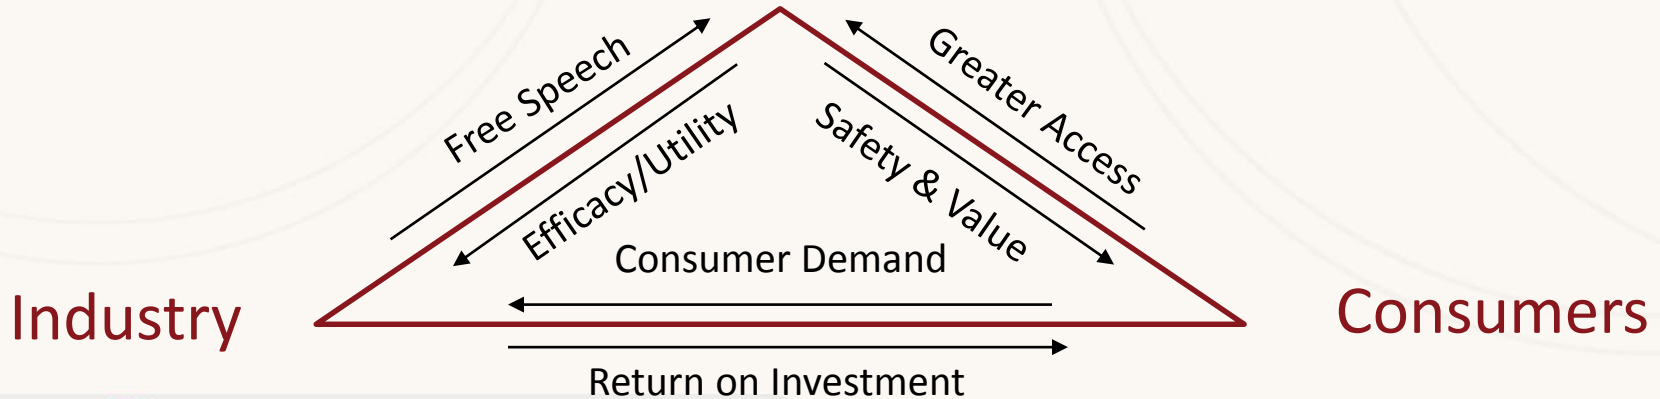 Free Speech
Greater Access
Efficacy/Utility
Safety & Value
Consumer Demand
Industry
Consumers
Return on Investment